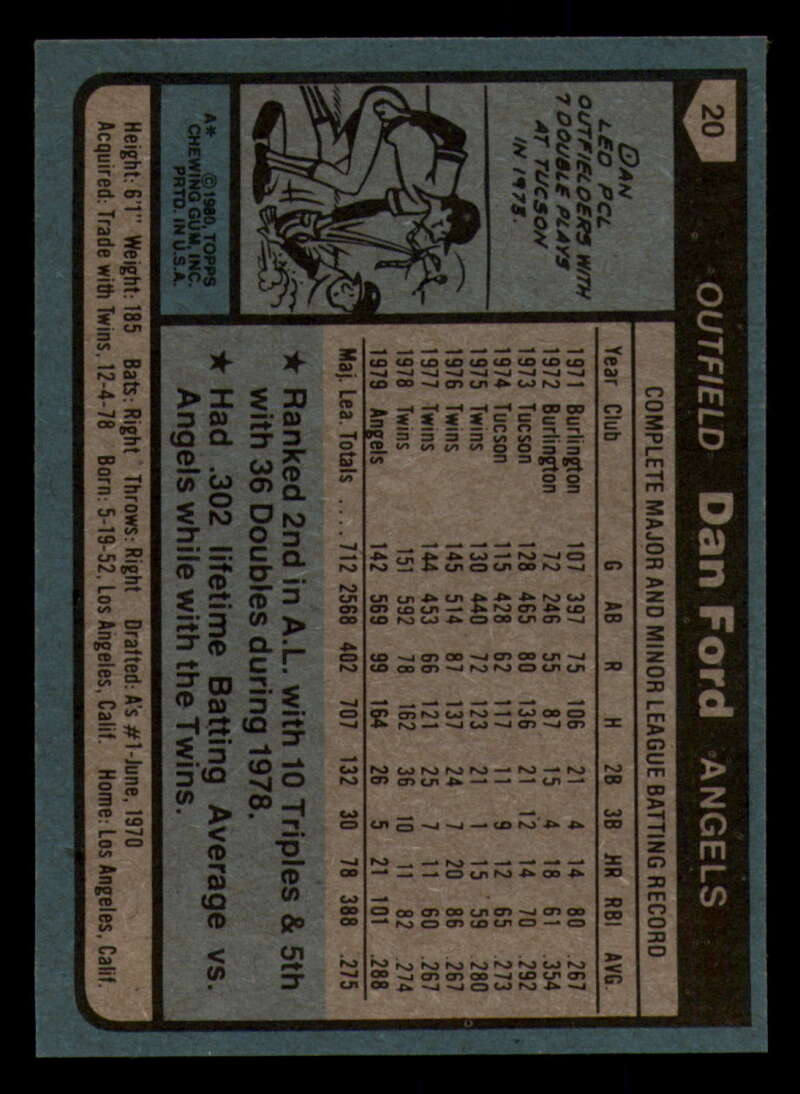 20
OUTFIELD Dan Ford ANGELS
DAN
LED PCL
OUTFIELDERS WITH
7 DOUBLE PLAYS
AT TUCSON
IN 1973.
A* ©1980, TOPPS
CHEWING GUM, INC.
PRTD. IN U.S.A.
COMPLETE MAJOR AND MINOR LEAGUE BATTING RECORD
Year Club G AB R H 2B 3B HR RBI AVG.
1971 Burlington 107 397 75 106 21 4 14 80 .267
1972 Burlington 72 246 55 87 15 4 18 61 .354
1973 Tucson 128 465 80 136 21 12 14 70 .292
1974 Tucson 115 428 62 117 11 9 12 65 .273
1975 Twins 130 440 72 123 21 1 15 59 .280
1976 Twins 145 514 87 137 24 7 20 86 .267
1977 Twins 144 453 66 121 25 7 11 60 .267
1978 Twins 151 592 78 162 36 10 11 82 .274
1979 Angels 142 569 99 164 26 5 21 101 .288
Maj. Lea. Totals .... 712 2568 402 707 132 30 78 388 .275
★ Ranked 2nd in A.L. with 10 Triples & 5th
with 36 Doubles during 1978.
★ Had .302 lifetime Batting Average vs.
Angels while with the Twins.
Height: 6'1" Weight: 185 Bats: Right Throws: Right Drafted: A's #1-June, 1970
Acquired: Trade with Twins, 12-4-78 Born: 5-19-52, Los Angeles, Calif. Home: Los Angeles, Calif.